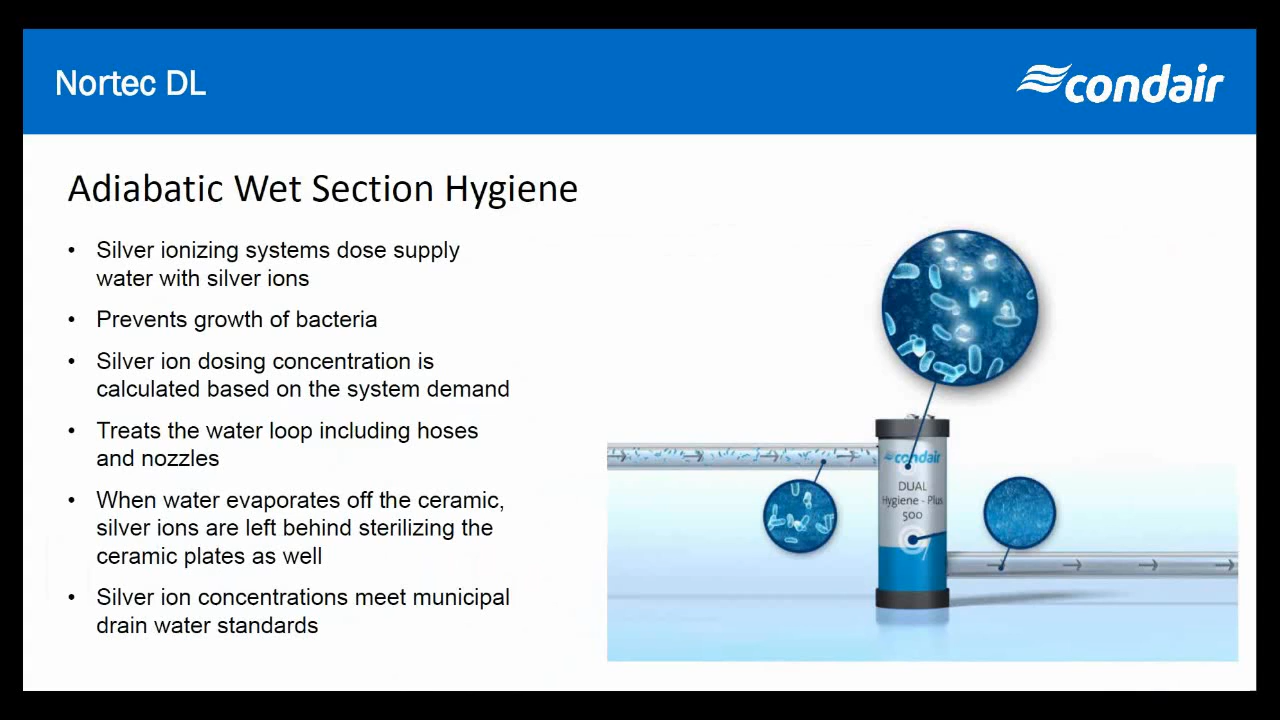 Nortec DL
condair
Adiabatic Wet Section Hygiene
• Silver ionizing systems dose supply
water with silver ions
• Prevents growth of bacteria
• Silver ion dosing concentration is
calculated based on the system demand
• Treats the water loop including hoses
and nozzles
• When water evaporates off the ceramic,
silver ions are left behind sterilizing the
ceramic plates as well
• Silver ion concentrations meet municipal
drain water standards
condair
DUAL
Hygiene - Plus
500